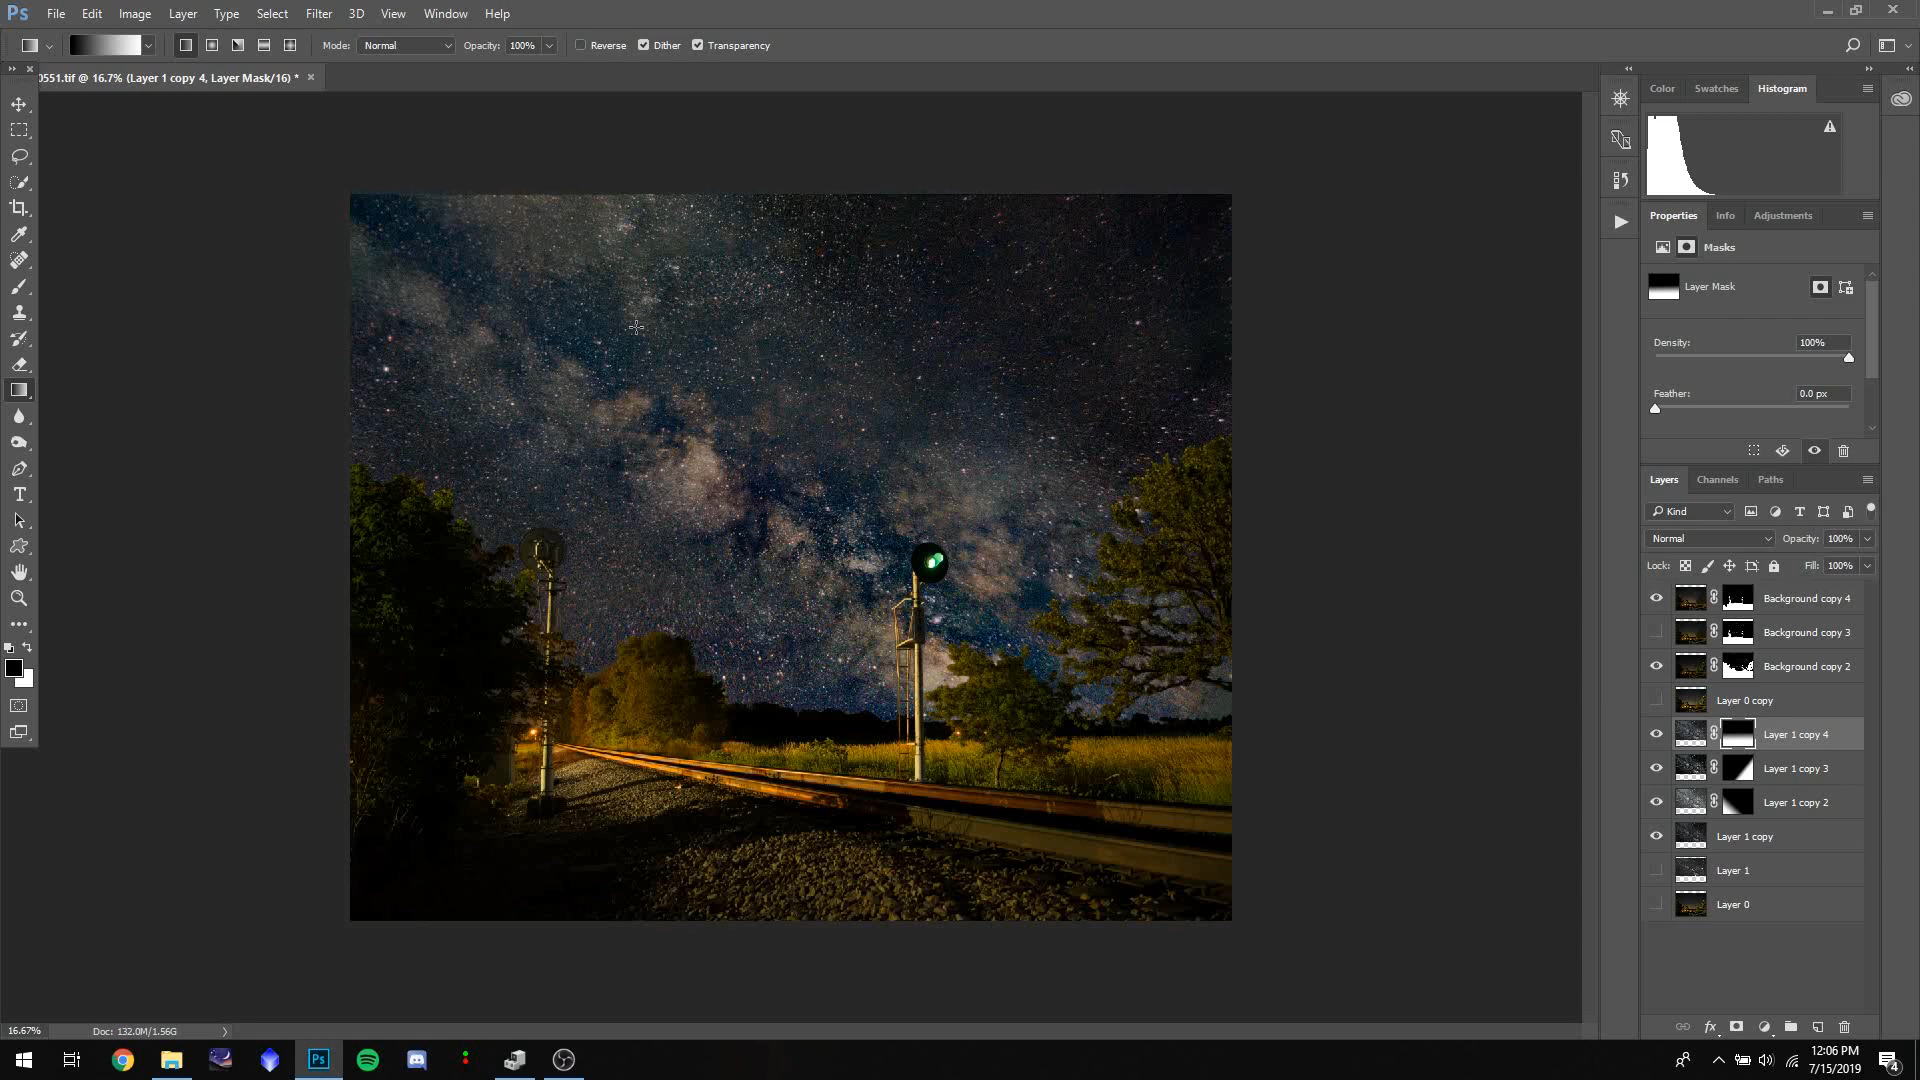 Ps File Edit Image Layer Type Select Filter 3D View Window Help
Mode: Normal Opacity: 100% Reverse Dither Transparency
0551.tif @ 16.7% (Layer 1 copy 4, Layer Mask/16) *
Color Swatches Histogram
Properties Info Adjustments
Masks
Layer Mask
Density: 100%
Feather: 0.0 px
Layers Channels Paths
Kind
Normal Opacity: 100%
Lock: Fill: 100%
Background copy 4
Background copy 3
Background copy 2
Layer 0 copy
Layer 1 copy 4
Layer 1 copy 3
Layer 1 copy 2
Layer 1 copy
Layer 1
Layer 0
fx
16.67% Doc: 132.0M/1.56G
Ps
12:06 PM
7/15/2019
4